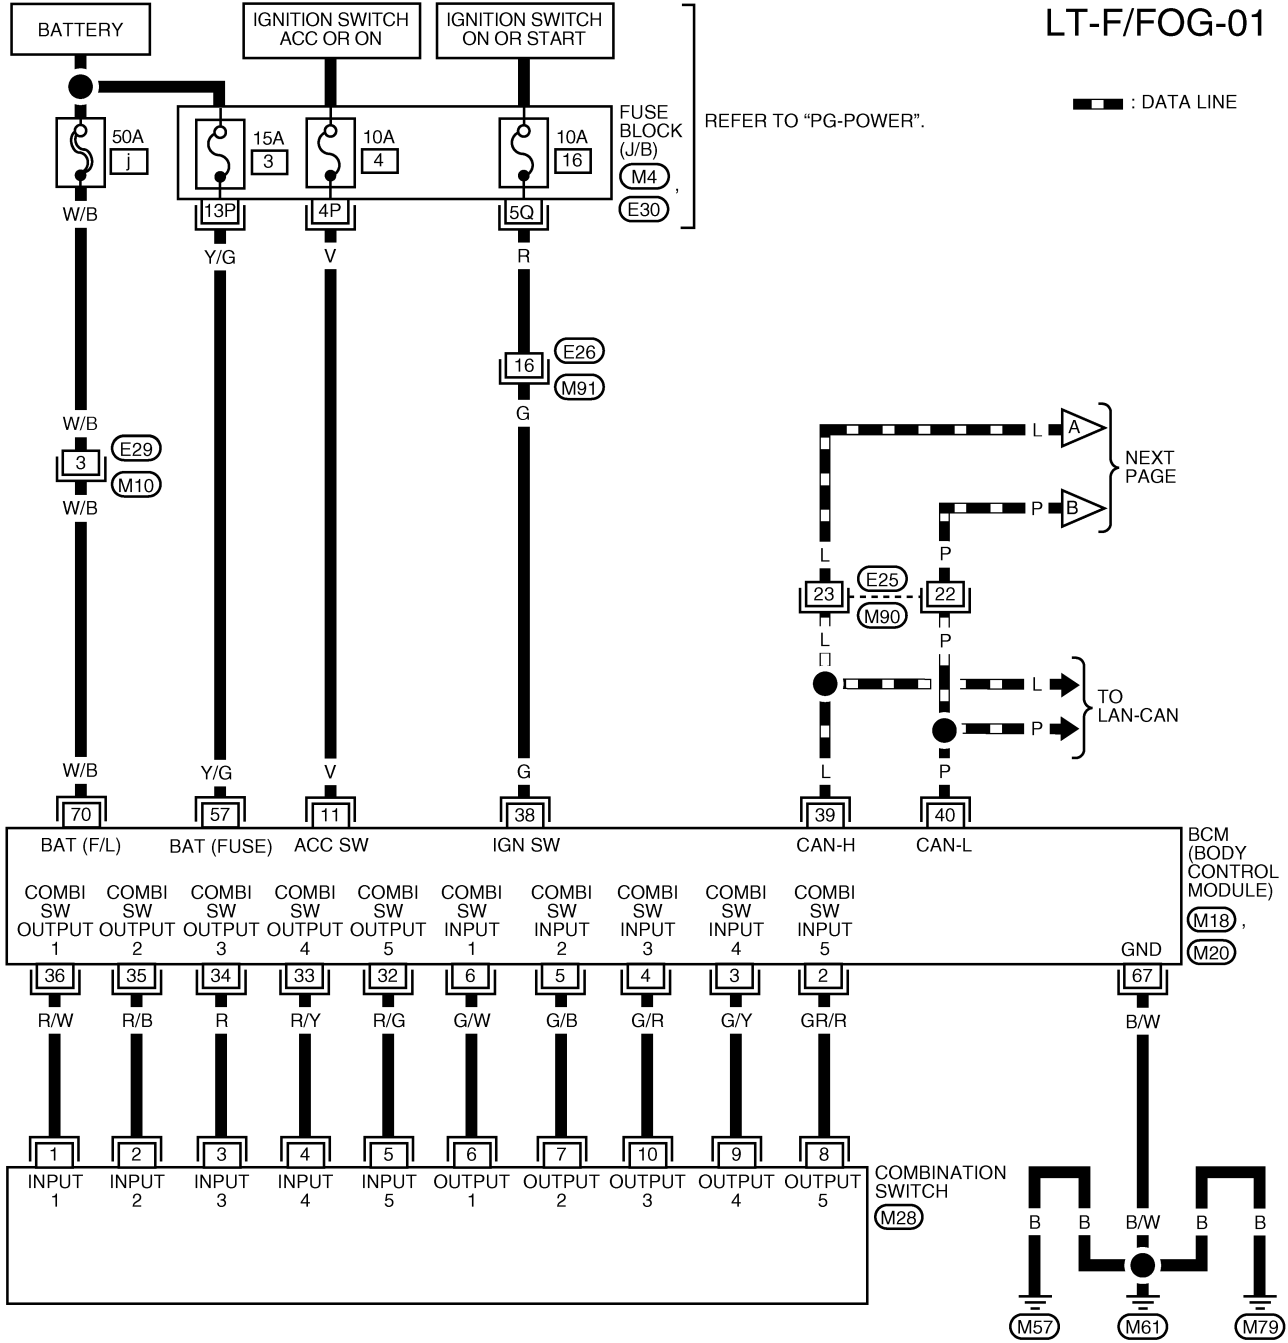 LT-F/FOG-01
BATTERY
IGNITION SWITCH
ACC OR ON
IGNITION SWITCH
ON OR START
: DATA LINE
50A
j
15A
3
10A
4
10A
16
FUSE
BLOCK
(J/B)
M4 ,
E30
REFER TO “PG-POWER”.
13P
4P
5Q
W/B
Y/G
V
R
16
E26
M91
G
W/B
3
E29
M10
W/B
L
A
P
B
NEXT
PAGE
L
P
23
E25
M90
22
L
P
L
P
TO
LAN-CAN
W/B
Y/G
V
G
L
P
70
57
11
38
39
40
BAT (F/L)
BAT (FUSE)
ACC SW
IGN SW
CAN-H
CAN-L
BCM
(BODY
CONTROL
MODULE)
M18 ,
M20
COMBI
SW
OUTPUT
1
COMBI
SW
OUTPUT
2
COMBI
SW
OUTPUT
3
COMBI
SW
OUTPUT
4
COMBI
SW
OUTPUT
5
COMBI
SW
INPUT
1
COMBI
SW
INPUT
2
COMBI
SW
INPUT
3
COMBI
SW
INPUT
4
COMBI
SW
INPUT
5
GND
36
35
34
33
32
6
5
4
3
2
67
R/W
R/B
R
R/Y
R/G
G/W
G/B
G/R
G/Y
GR/R
B/W
1
2
3
4
5
6
7
10
9
8
INPUT
1
INPUT
2
INPUT
3
INPUT
4
INPUT
5
OUTPUT
1
OUTPUT
2
OUTPUT
3
OUTPUT
4
OUTPUT
5
COMBINATION
SWITCH
M28
B
B
B/W
B
B
M57
M61
M79